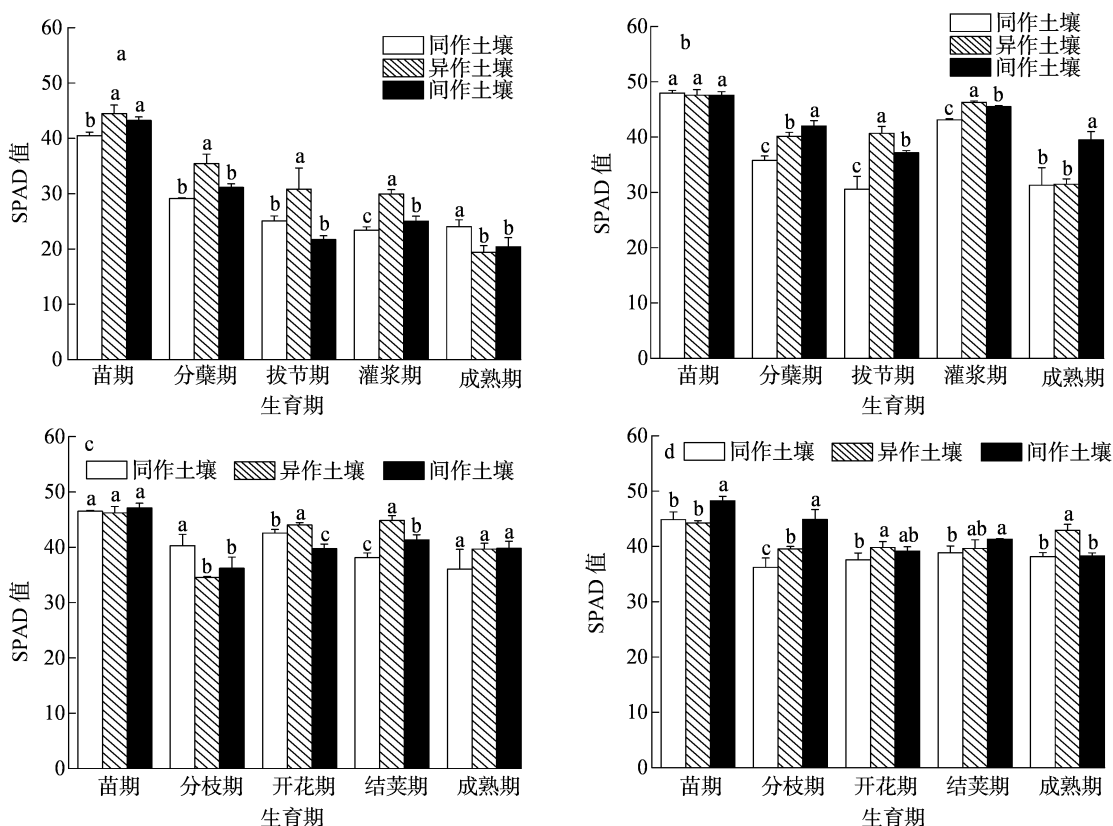 60
50
40
30
20
10
0
SPAD 值
a
同作土壤
异作土壤
间作土壤
b a a
b a b
b a b
c a b
a b b
苗期 分蘖期 拔节期 灌浆期 成熟期
生育期
60
50
40
30
20
10
0
SPAD 值
b
同作土壤
异作土壤
间作土壤
a a a
c b a
c a b
c a b
b b a
苗期 分蘖期 拔节期 灌浆期 成熟期
生育期
60
50
40
30
20
10
0
SPAD 值
c
同作土壤 异作土壤 间作土壤
a a a
a b b
b a c
c a b
a a a
苗期 分枝期 开花期 结荚期 成熟期
生育期
60
50
40
30
20
10
0
SPAD 值
d 同作土壤 异作土壤 间作土壤
b b a
c b a
b a ab
b ab a
b a b
苗期 分枝期 开花期 结荚期 成熟期
生育期